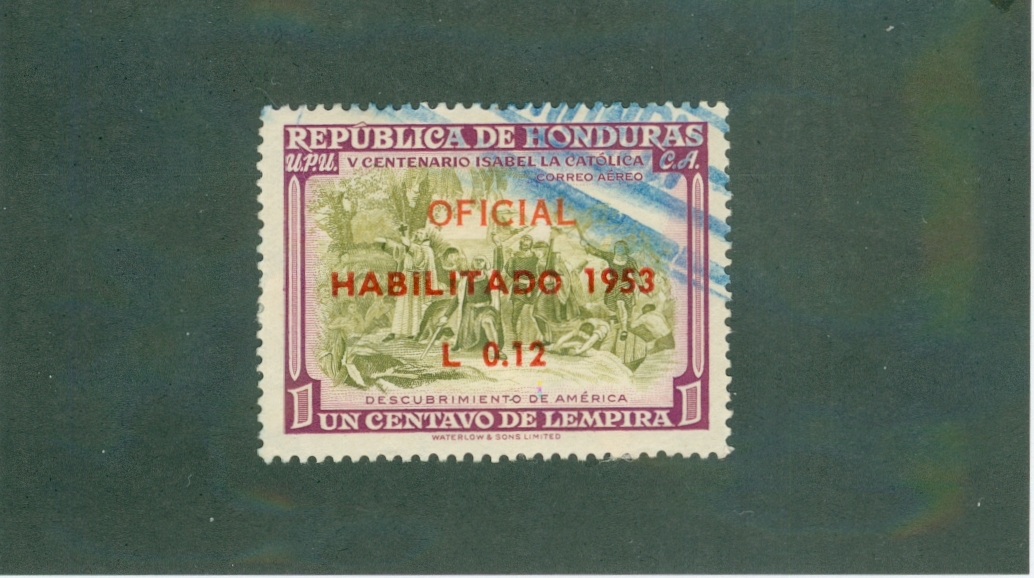 REPÚBLICA DE HONDURAS
U.P.U. V CENTENARIO ISABEL LA CATÓLICA C.A.
CORREO AÉREO
OFICIAL
HABILITADO 1953
L 0.12
DESCUBRIMIENTO DE AMÉRICA
1 UN CENTAVO DE LEMPIRA 1
WATERLOW & SONS LIMITED